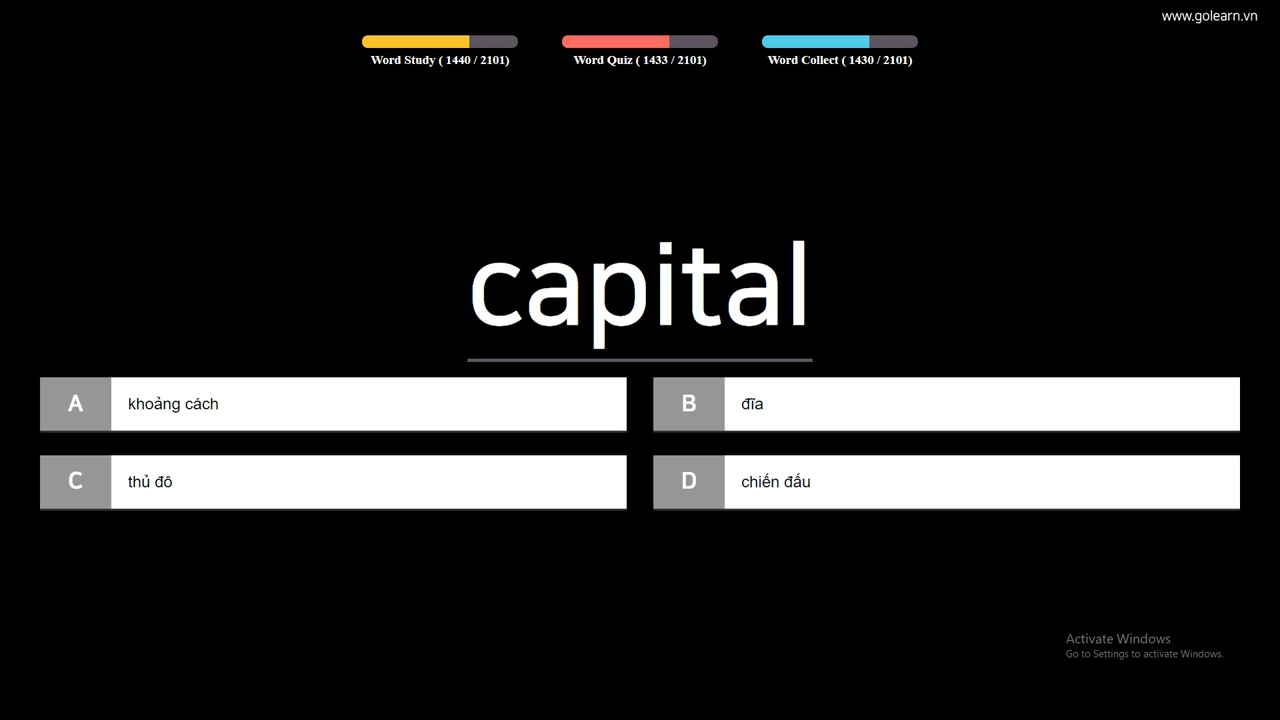 www.golearn.vn
Word Study ( 1440 / 2101)
Word Quiz ( 1433 / 2101)
Word Collect ( 1430 / 2101)
capital
A khoảng cách
B đĩa
C thủ đô
D chiến đấu
Activate Windows
Go to Settings to activate Windows.